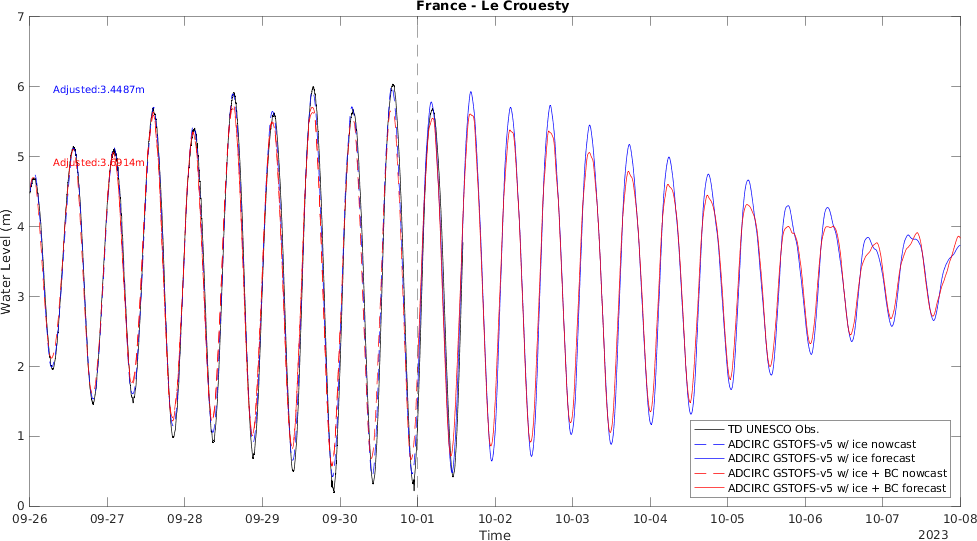 France - Le Crouesty
7
6
5
4
3
2
1
0
Water Level (m)
Adjusted:3.4487m
Adjusted:3.6914m
TD UNESCO Obs.
ADCIRC GSTOFS-v5 w/ ice nowcast
ADCIRC GSTOFS-v5 w/ ice forecast
ADCIRC GSTOFS-v5 w/ ice + BC nowcast
ADCIRC GSTOFS-v5 w/ ice + BC forecast
09-26 09-27 09-28 09-29 09-30 10-01 10-02 10-03 10-04 10-05 10-06 10-07 10-08
Time
2023